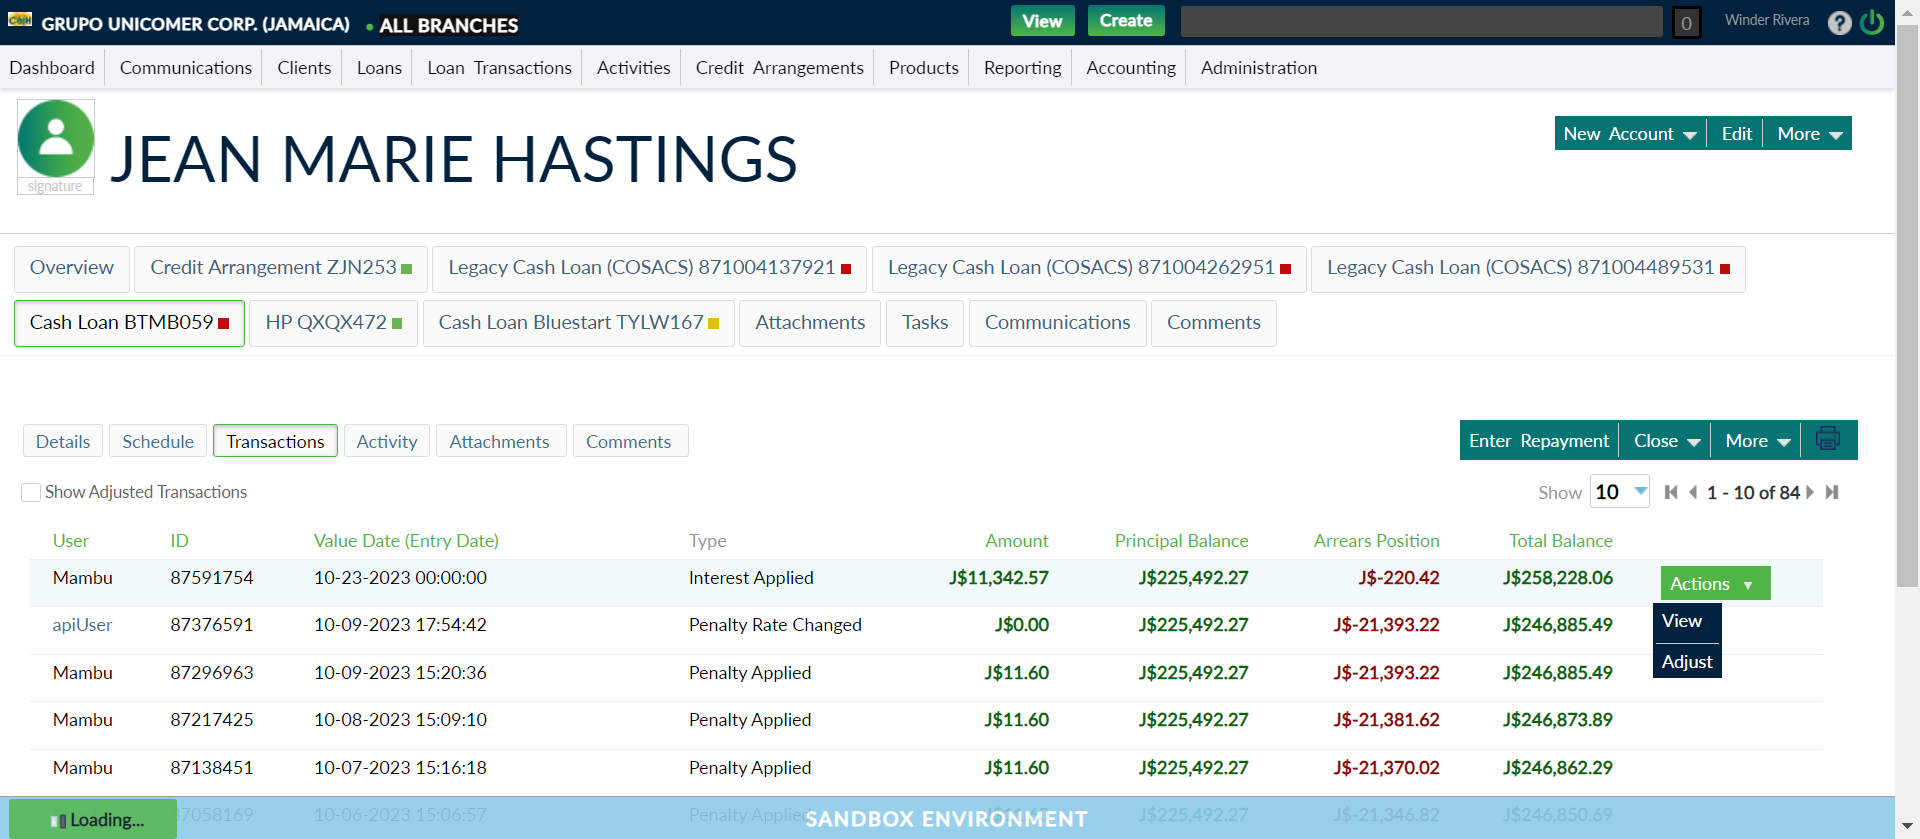 GRUPO UNICOMER CORP. (JAMAICA) • ALL BRANCHES View Create 0 Winder Rivera ?
Dashboard Communications Clients Loans Loan Transactions Activities Credit Arrangements Products Reporting Accounting Administration
JEAN MARIE HASTINGS
signature
New Account Edit More
Overview Credit Arrangement ZJN253 Legacy Cash Loan (COSACS) 871004137921 Legacy Cash Loan (COSACS) 871004262951 Legacy Cash Loan (COSACS) 871004489531
Cash Loan BTMB059 HP QXQX472 Cash Loan Bluestart TYLW167 Attachments Tasks Communications Comments
Details Schedule Transactions Activity Attachments Comments Enter Repayment Close More
Show Adjusted Transactions Show 10 1 - 10 of 84
User ID Value Date (Entry Date) Type Amount Principal Balance Arrears Position Total Balance
Mambu 87591754 10-23-2023 00:00:00 Interest Applied J$11,342.57 J$225,492.27 J$-220.42 J$258,228.06 Actions
View
apiUser 87376591 10-09-2023 17:54:42 Penalty Rate Changed J$0.00 J$225,492.27 J$-21,393.22 J$246,885.49
Adjust
Mambu 87296963 10-09-2023 15:20:36 Penalty Applied J$11.60 J$225,492.27 J$-21,393.22 J$246,885.49
Mambu 87217425 10-08-2023 15:09:10 Penalty Applied J$11.60 J$225,492.27 J$-21,381.62 J$246,873.89
Mambu 87138451 10-07-2023 15:16:18 Penalty Applied J$11.60 J$225,492.27 J$-21,370.02 J$246,862.29
Loading... 10-06-2023 15:06:57 Penalty Applied J$225,492.27 J$-21,346.82 J$246,850.69
SANDBOX ENVIRONMENT